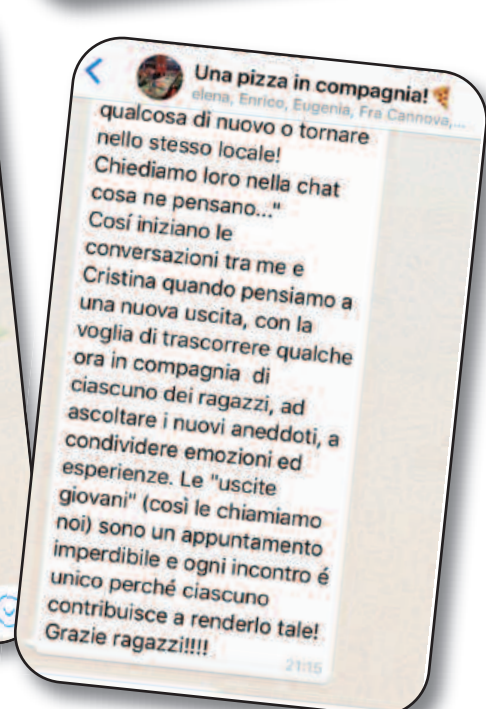 Una pizza in compagnia! 🍕
elena, Enrico, Eugenia, Fra Cannova,...
qualcosa di nuovo o tornare
nello stesso locale!
Chiediamo loro nella chat
cosa ne pensano..."
Cosí iniziano le
conversazioni tra me e
Cristina quando pensiamo a
una nuova uscita, con la
voglia di trascorrere qualche
ora in compagnia di
ciascuno dei ragazzi, ad
ascoltare i nuovi aneddoti, a
condividere emozioni ed
esperienze. Le "uscite
giovani" (così le chiamiamo
noi) sono un appuntamento
imperdibile e ogni incontro é
unico perché ciascuno
contribuisce a renderlo tale!
Grazie ragazzi!!!!
21:15